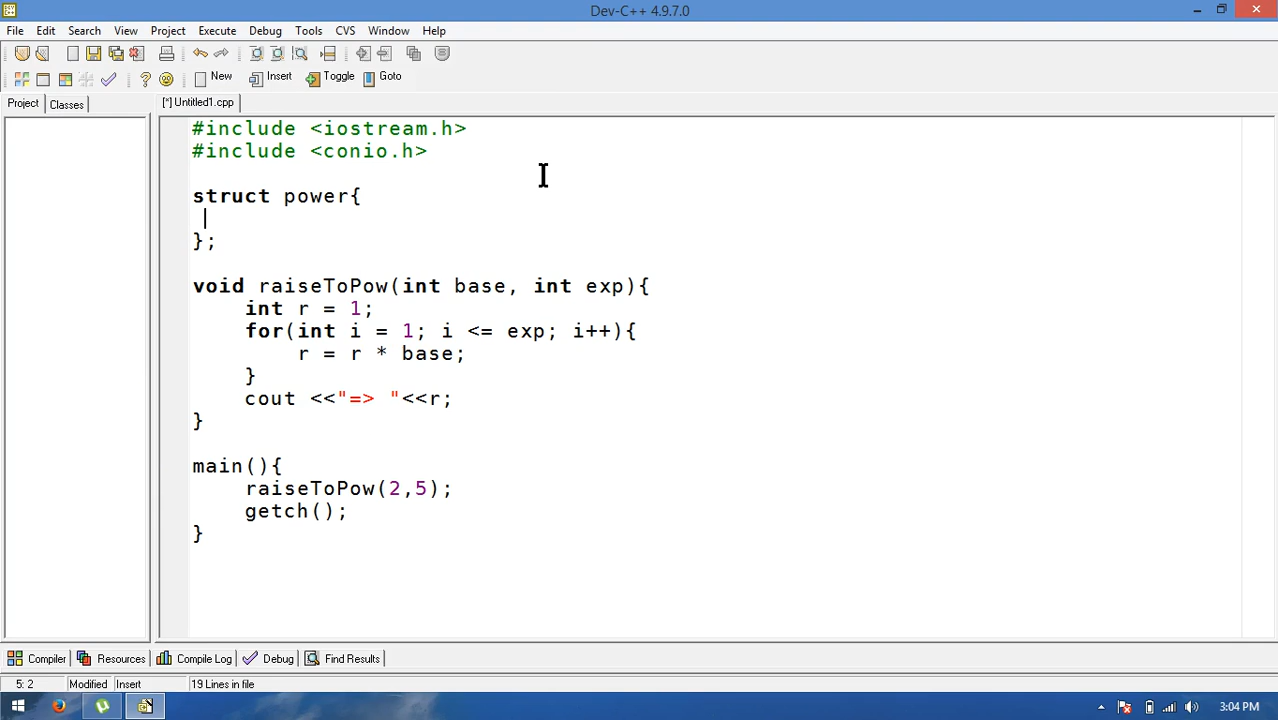 Dev-C++ 4.9.7.0
File Edit Search View Project Execute Debug Tools CVS Window Help
New Insert Toggle Goto
Project Classes [*] Untitled1.cpp
#include <iostream.h>
#include <conio.h>
struct power{
};
void raiseToPow(int base, int exp){
int r = 1;
for(int i = 1; i <= exp; i++){
r = r * base;
}
cout <<"=> "<<r;
}
main(){
raiseToPow(2,5);
getch();
}
Compiler Resources Compile Log Debug Find Results
5: 2 Modified Insert 19 Lines in file
3:04 PM